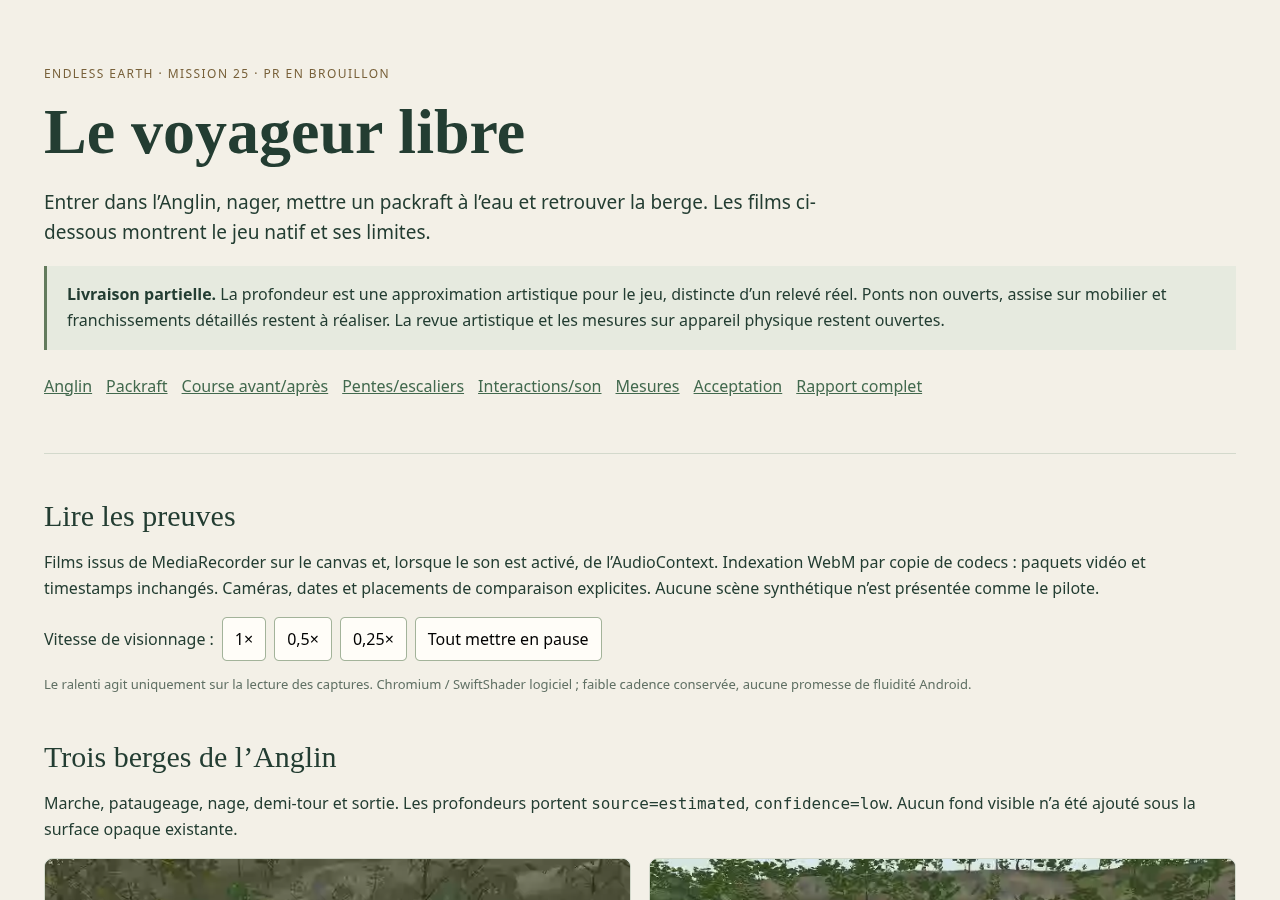 ENDLESS EARTH · MISSION 25 · PR EN BROUILLON
Le voyageur libre
Entrer dans l’Anglin, nager, mettre un packraft à l’eau et retrouver la berge. Les films ci-
dessous montrent le jeu natif et ses limites.
Livraison partielle. La profondeur est une approximation artistique pour le jeu, distincte d’un relevé réel. Ponts non ouverts, assise sur mobilier et
franchissements détaillés restent à réaliser. La revue artistique et les mesures sur appareil physique restent ouvertes.
Anglin Packraft Course avant/après Pentes/escaliers Interactions/son Mesures Acceptation Rapport complet
Lire les preuves
Films issus de MediaRecorder sur le canvas et, lorsque le son est activé, de l’AudioContext. Indexation WebM par copie de codecs : paquets vidéo et
timestamps inchangés. Caméras, dates et placements de comparaison explicites. Aucune scène synthétique n’est présentée comme le pilote.
Vitesse de visionnage : 1× 0,5× 0,25× Tout mettre en pause
Le ralenti agit uniquement sur la lecture des captures. Chromium / SwiftShader logiciel ; faible cadence conservée, aucune promesse de fluidité Android.
Trois berges de l’Anglin
Marche, pataugeage, nage, demi-tour et sortie. Les profondeurs portent source=estimated, confidence=low. Aucun fond visible n’a été ajouté sous la
surface opaque existante.